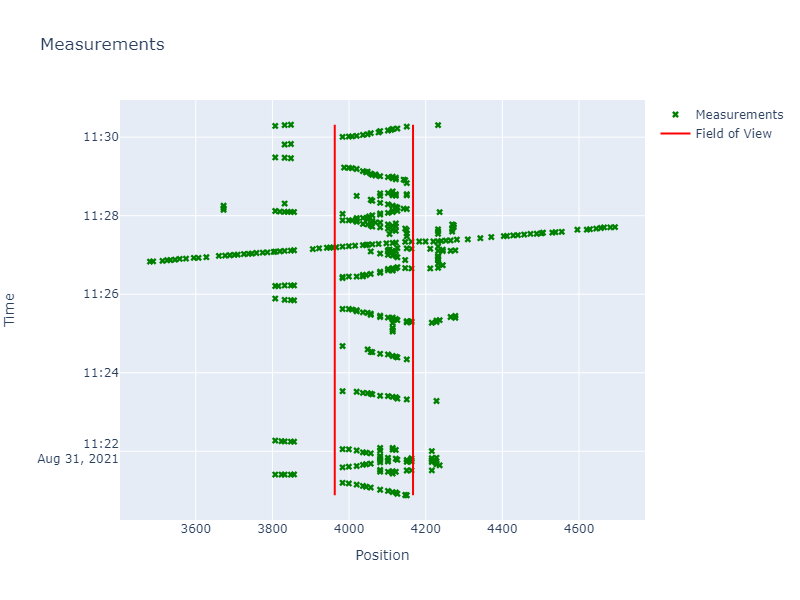 Measurements
Measurements
Field of View
11:30
11:28
11:26
11:24
11:22
Aug 31, 2021
3600 3800 4000 4200 4400 4600
Time
Position